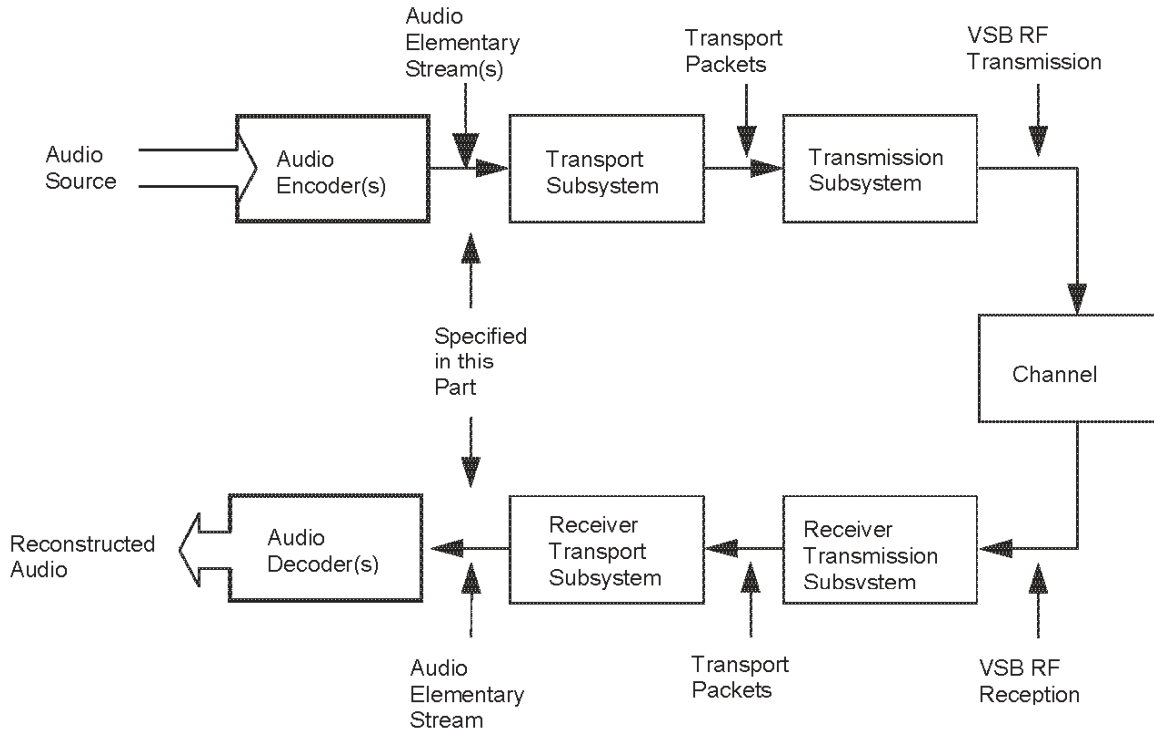 Audio
Elementary
Stream(s)
Transport
Packets
VSB RF
Transmission
Audio
Source
Audio
Encoder(s)
Transport
Subsystem
Transmission
Subsystem
Specified
in this
Part
Channel
Reconstructed
Audio
Audio
Decoder(s)
Receiver
Transport
Subsystem
Receiver
Transmission
Subsystem
Audio
Elementary
Stream
Transport
Packets
VSB RF
Reception